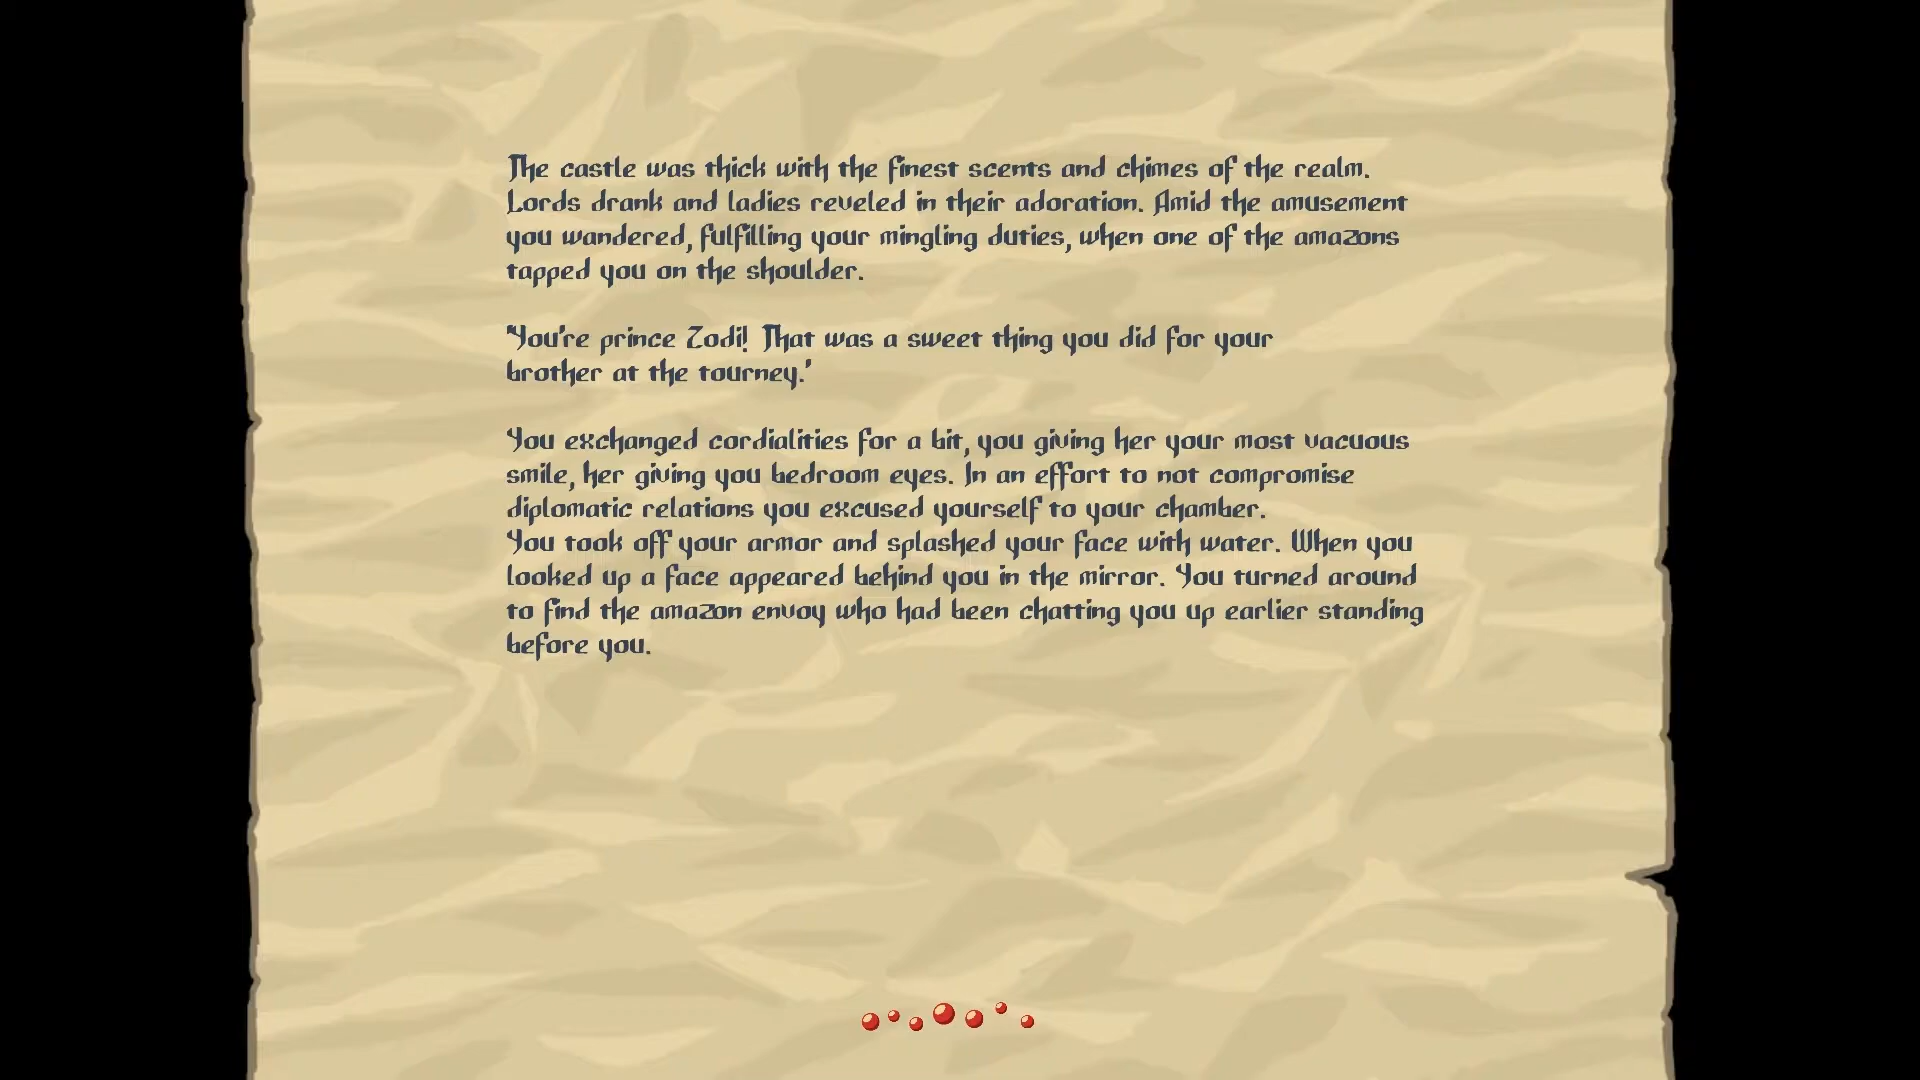 The castle was thick with the finest scents and chimes of the realm.
Lords drank and ladies reveled in their adoration. Amid the amusement
you wandered, fulfilling your mingling duties, when one of the amazons
tapped you on the shoulder.
'You're prince Zodi! That was a sweet thing you did for your
brother at the tourney.'
You exchanged cordialities for a bit, you giving her your most vacuous
smile, her giving you bedroom eyes. In an effort to not compromise
diplomatic relations you excused yourself to your chamber.
You took off your armor and splashed your face with water. When you
looked up a face appeared behind you in the mirror. You turned around
to find the amazon envoy who had been chatting you up earlier standing
before you.